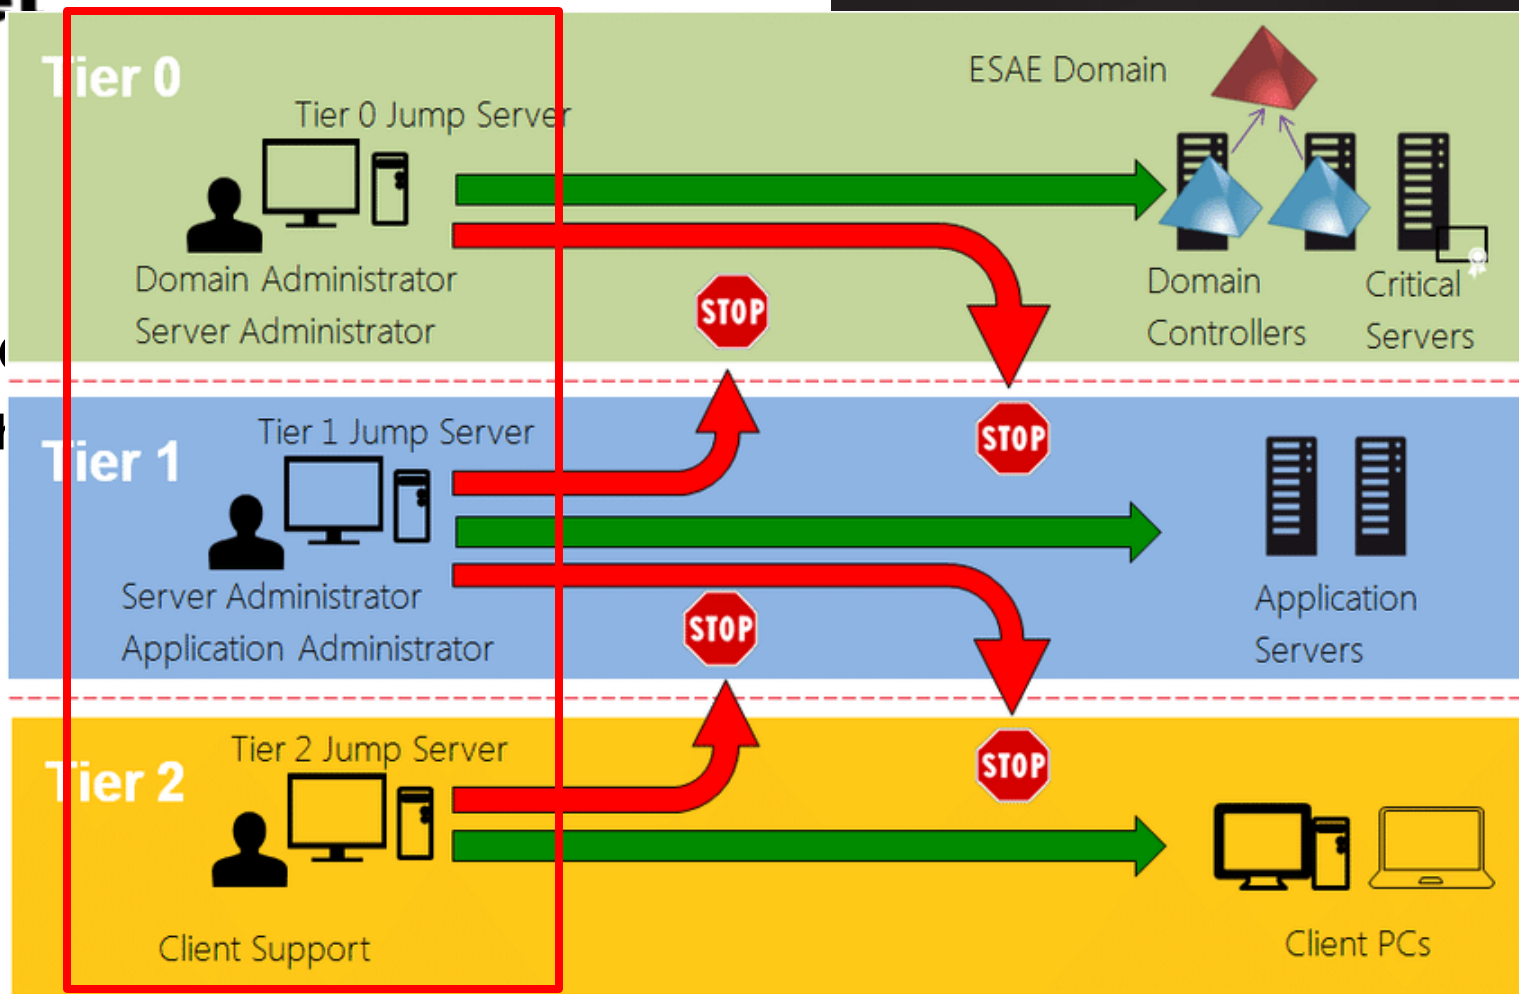 Tier 0
Tier 0 Jump Server
ESAE Domain
Domain Administrator
Server Administrator
STOP
Domain
Controllers
Critical
Servers
Tier 1
Tier 1 Jump Server
STOP
Server Administrator
Application Administrator
STOP
Application
Servers
Tier 2
Tier 2 Jump Server
STOP
Client Support
Client PCs